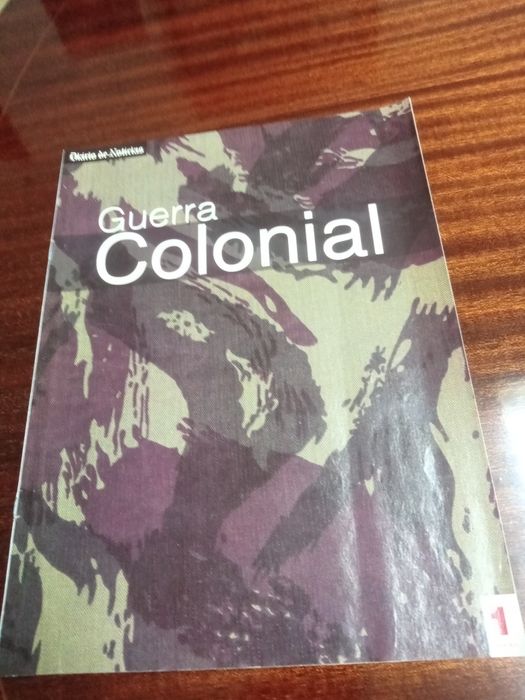 Diário de Notícias
Guerra
Colonial
1